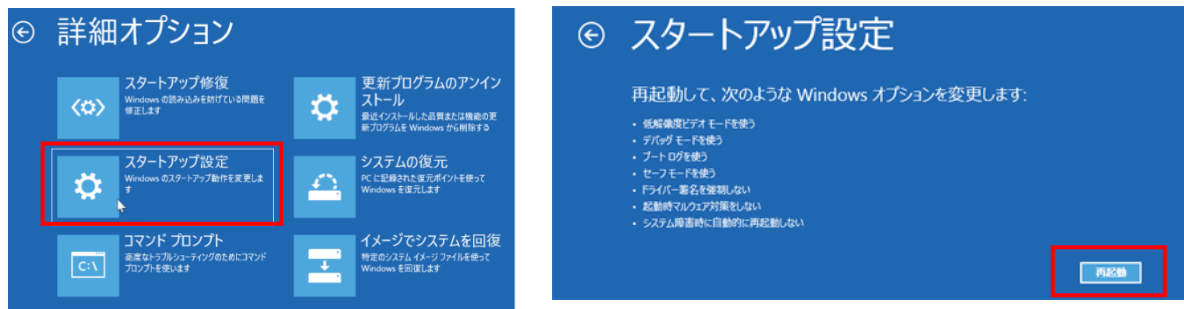 詳細オプション
スタートアップ修復
Windows の読み込みを妨げている問題を
修正します
更新プログラムのアンイン
ストール
最近インストールした品質または機能の更
新プログラムを Windows から削除する
スタートアップ設定
Windows のスタートアップ動作を変更しま
す
システムの復元
PC に記録された復元ポイントを使って
Windows を復元します
コマンド プロンプト
高度なトラブルシューティングのためにコマンド
プロンプトを使います
C:\
イメージでシステムを回復
特定のシステム イメージ ファイルを使って
Windows を回復します
スタートアップ設定
再起動して、次のような Windows オプションを変更します:
• 低解像度ビデオ モードを使う
• デバッグ モードを使う
• ブート ログを使う
• セーフ モードを使う
• ドライバー署名を強制しない
• 起動時マルウェア対策をしない
• システム障害時に自動的に再起動しない
再起動